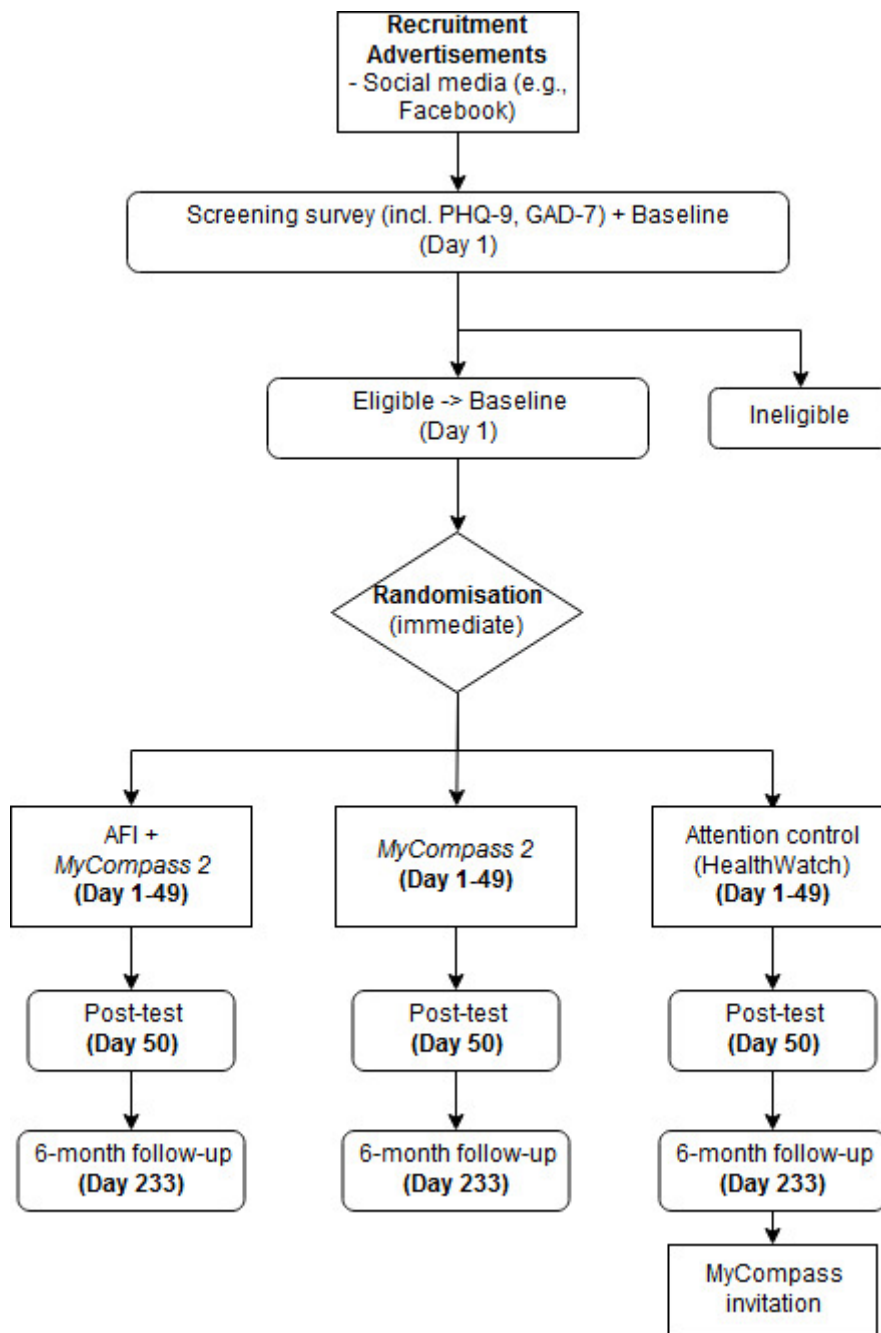 Recruitment
Advertisements
- Social media (e.g.,
Facebook)
Screening survey (incl. PHQ-9, GAD-7) + Baseline
(Day 1)
Eligible -> Baseline
(Day 1)
Ineligible
Randomisation
(immediate)
AFI +
MyCompass 2
(Day 1-49)
MyCompass 2
(Day 1-49)
Attention control
(HealthWatch)
(Day 1-49)
Post-test
(Day 50)
Post-test
(Day 50)
Post-test
(Day 50)
6-month follow-up
(Day 233)
6-month follow-up
(Day 233)
6-month follow-up
(Day 233)
MyCompass
invitation